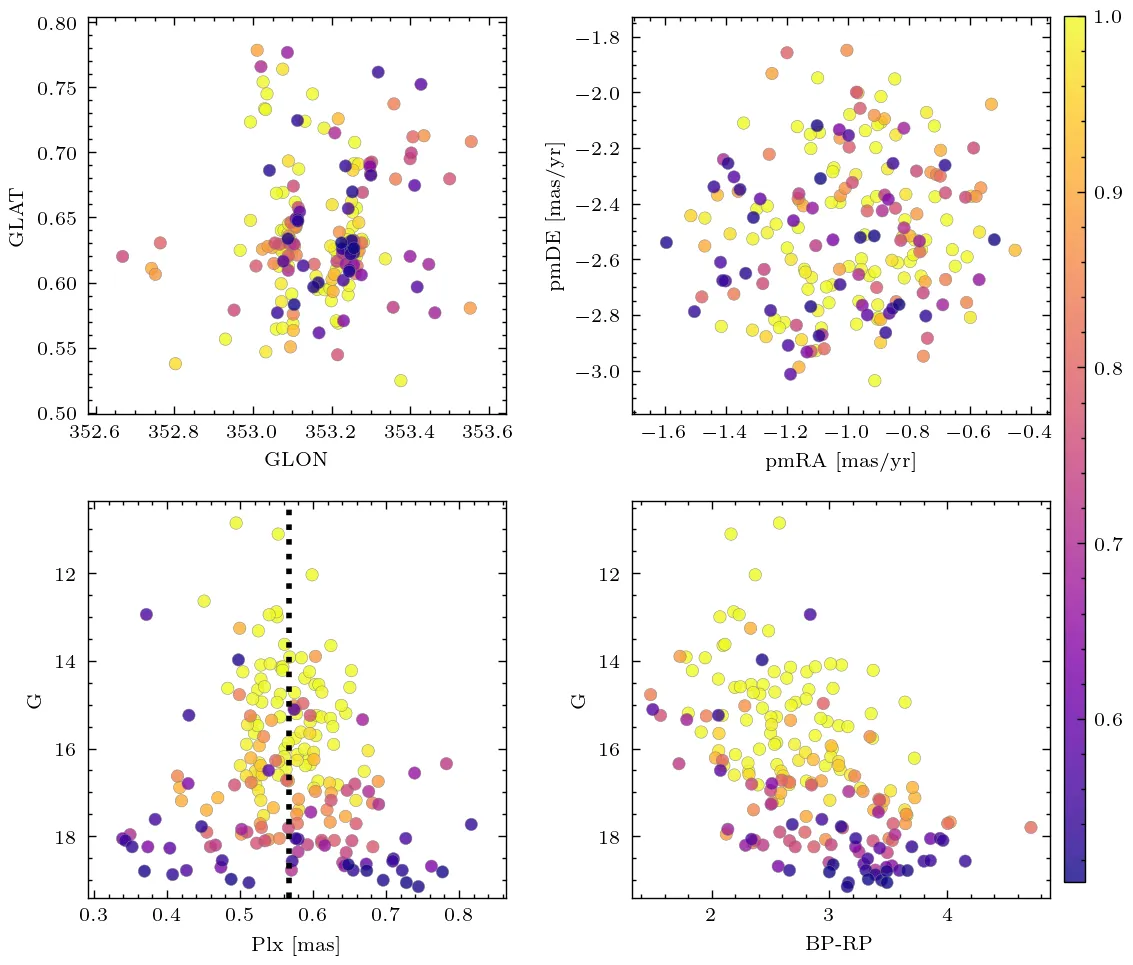 0.80
0.75
0.70
0.65
0.60
0.55
0.50
GLAT
352.6 352.8 353.0 353.2 353.4 353.6
GLON
−1.8
−2.0
−2.2
−2.4
−2.6
−2.8
−3.0
pmDE [mas/yr]
−1.6 −1.4 −1.2 −1.0 −0.8 −0.6 −0.4
pmRA [mas/yr]
1.0
0.9
0.8
0.7
0.6
12
14
16
18
G
0.3 0.4 0.5 0.6 0.7 0.8
Plx [mas]
12
14
16
18
G
2 3 4
BP-RP